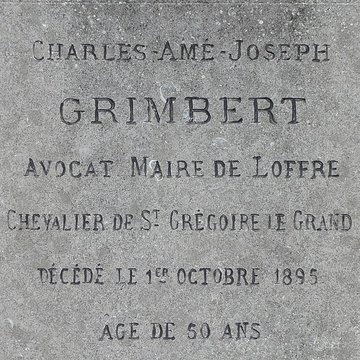 CHARLES-AMÉ-JOSEPH
GRIMBERT
AVOCAT MAIRE DE LOFFRE
CHEVALIER DE ST GRÉGOIRE LE GRAND
DÉCÉDÉ LE 1ER OCTOBRE 1895
AGE DE 50 ANS